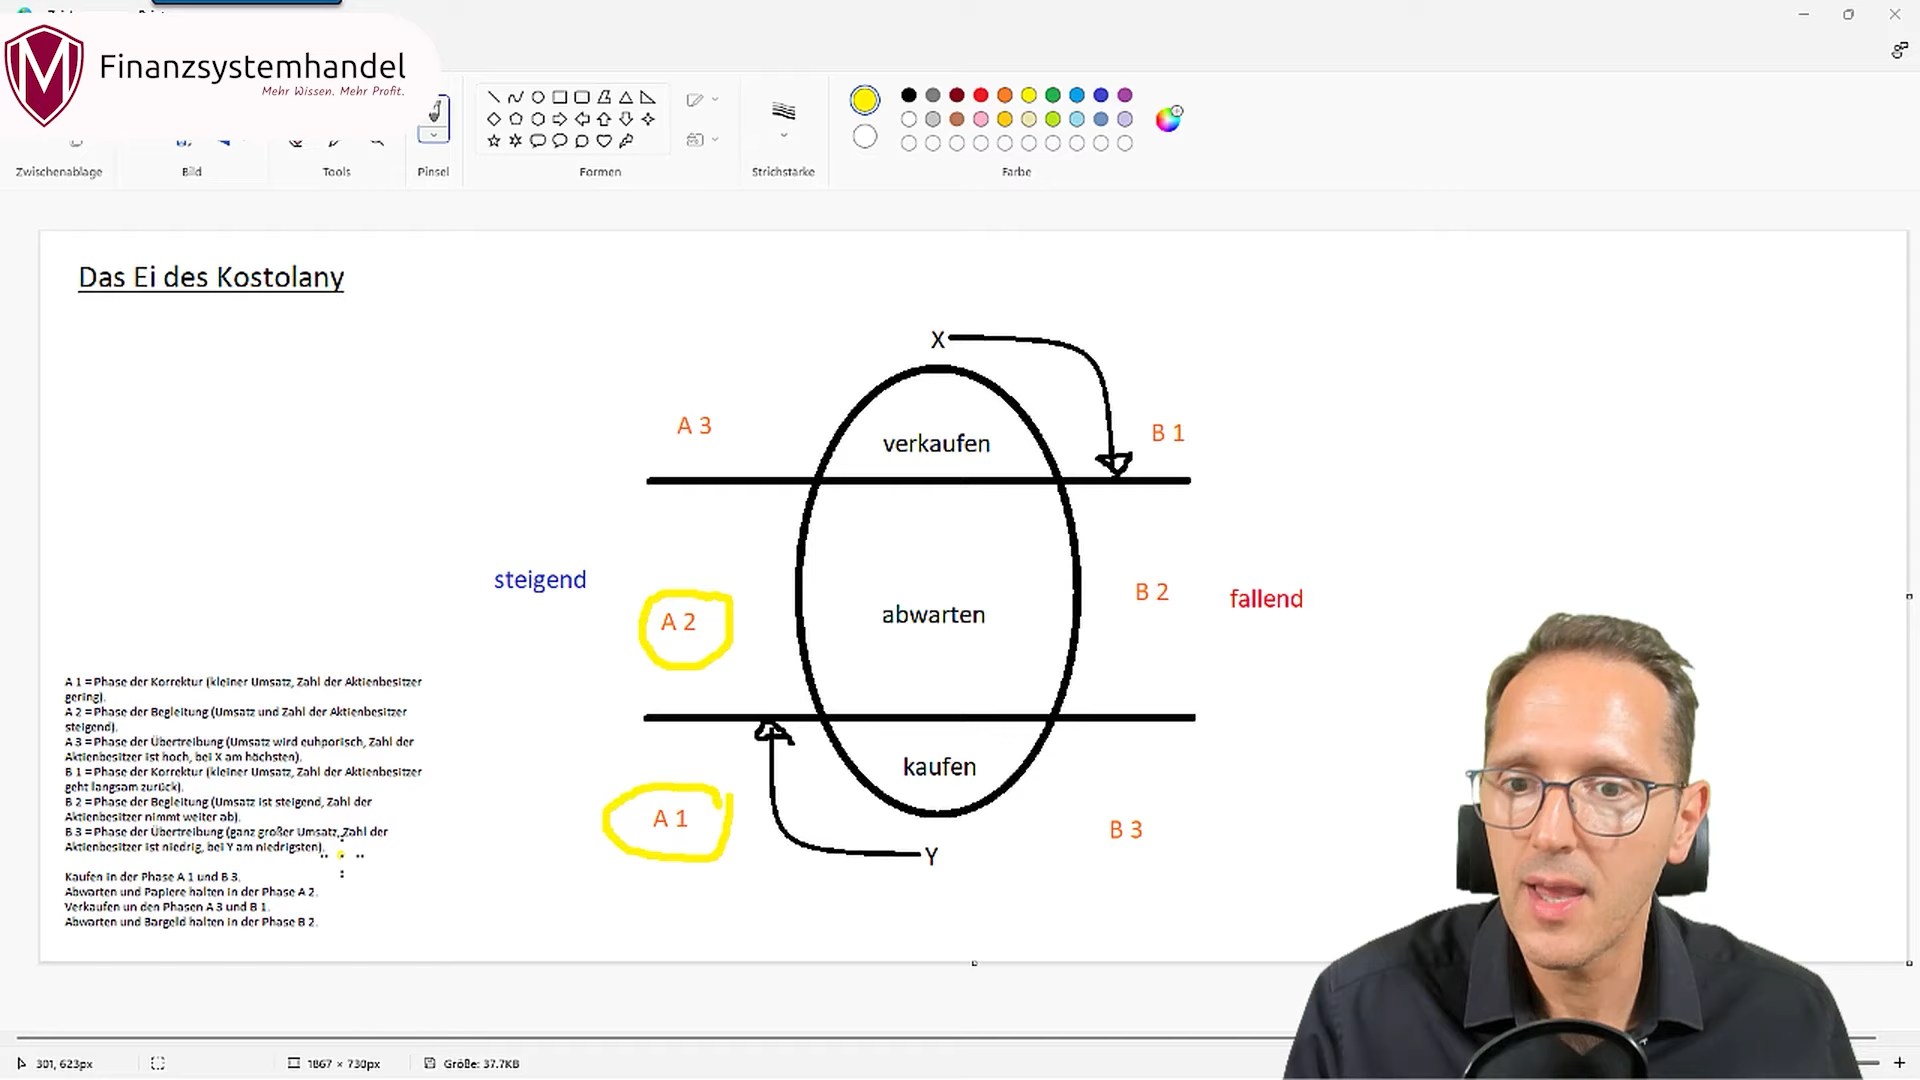 Finanzsystemhandel
Mehr Wissen. Mehr Profit.
Zwischenablage
Bild
Tools
Pinsel
Formen
Strichstärke
Farbe
Das Ei des Kostolany
X
A 3
verkaufen
B 1
steigend
A 2
abwarten
B 2
fallend
kaufen
A 1
B 3
Y
A 1 = Phase der Korrektur (kleiner Umsatz, Zahl der Aktienbesitzer
gering).
A 2 = Phase der Begleitung (Umsatz und Zahl der Aktienbesitzer
steigend).
A 3 = Phase der Übertreibung (Umsatz wird euhporisch, Zahl der
Aktienbesitzer ist hoch, bei X am höchsten).
B 1 = Phase der Korrektur (kleiner Umsatz, Zahl der Aktienbesitzer
geht langsam zurück).
B 2 = Phase der Begleitung (Umsatz ist steigend, Zahl der
Aktienbesitzer nimmt weiter ab).
B 3 = Phase der Übertreibung (ganz großer Umsatz, Zahl der
Aktienbesitzer ist niedrig, bei Y am niedrigsten).
Kaufen in der Phase A 1 und B 3.
Abwarten und Papiere halten in der Phase A 2.
Verkaufen un den Phasen A 3 und B 1.
Abwarten und Bargeld halten in der Phase B 2.
301, 623px
1867 × 730px
Größe: 37.7KB